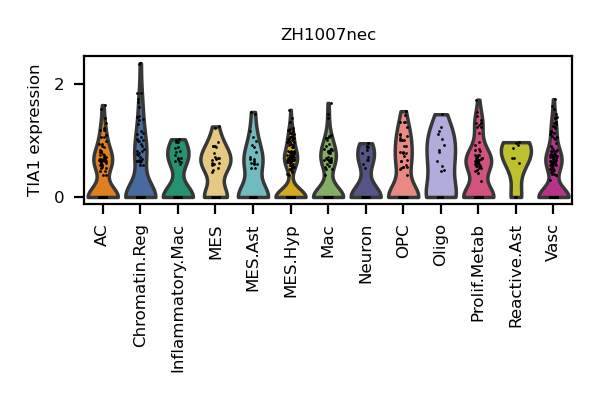 ZH1007nec
TIA1 expression
2
0
AC
Chromatin.Reg
Inflammatory.Mac
MES
MES.Ast
MES.Hyp
Mac
Neuron
OPC
Oligo
Prolif.Metab
Reactive.Ast
Vasc